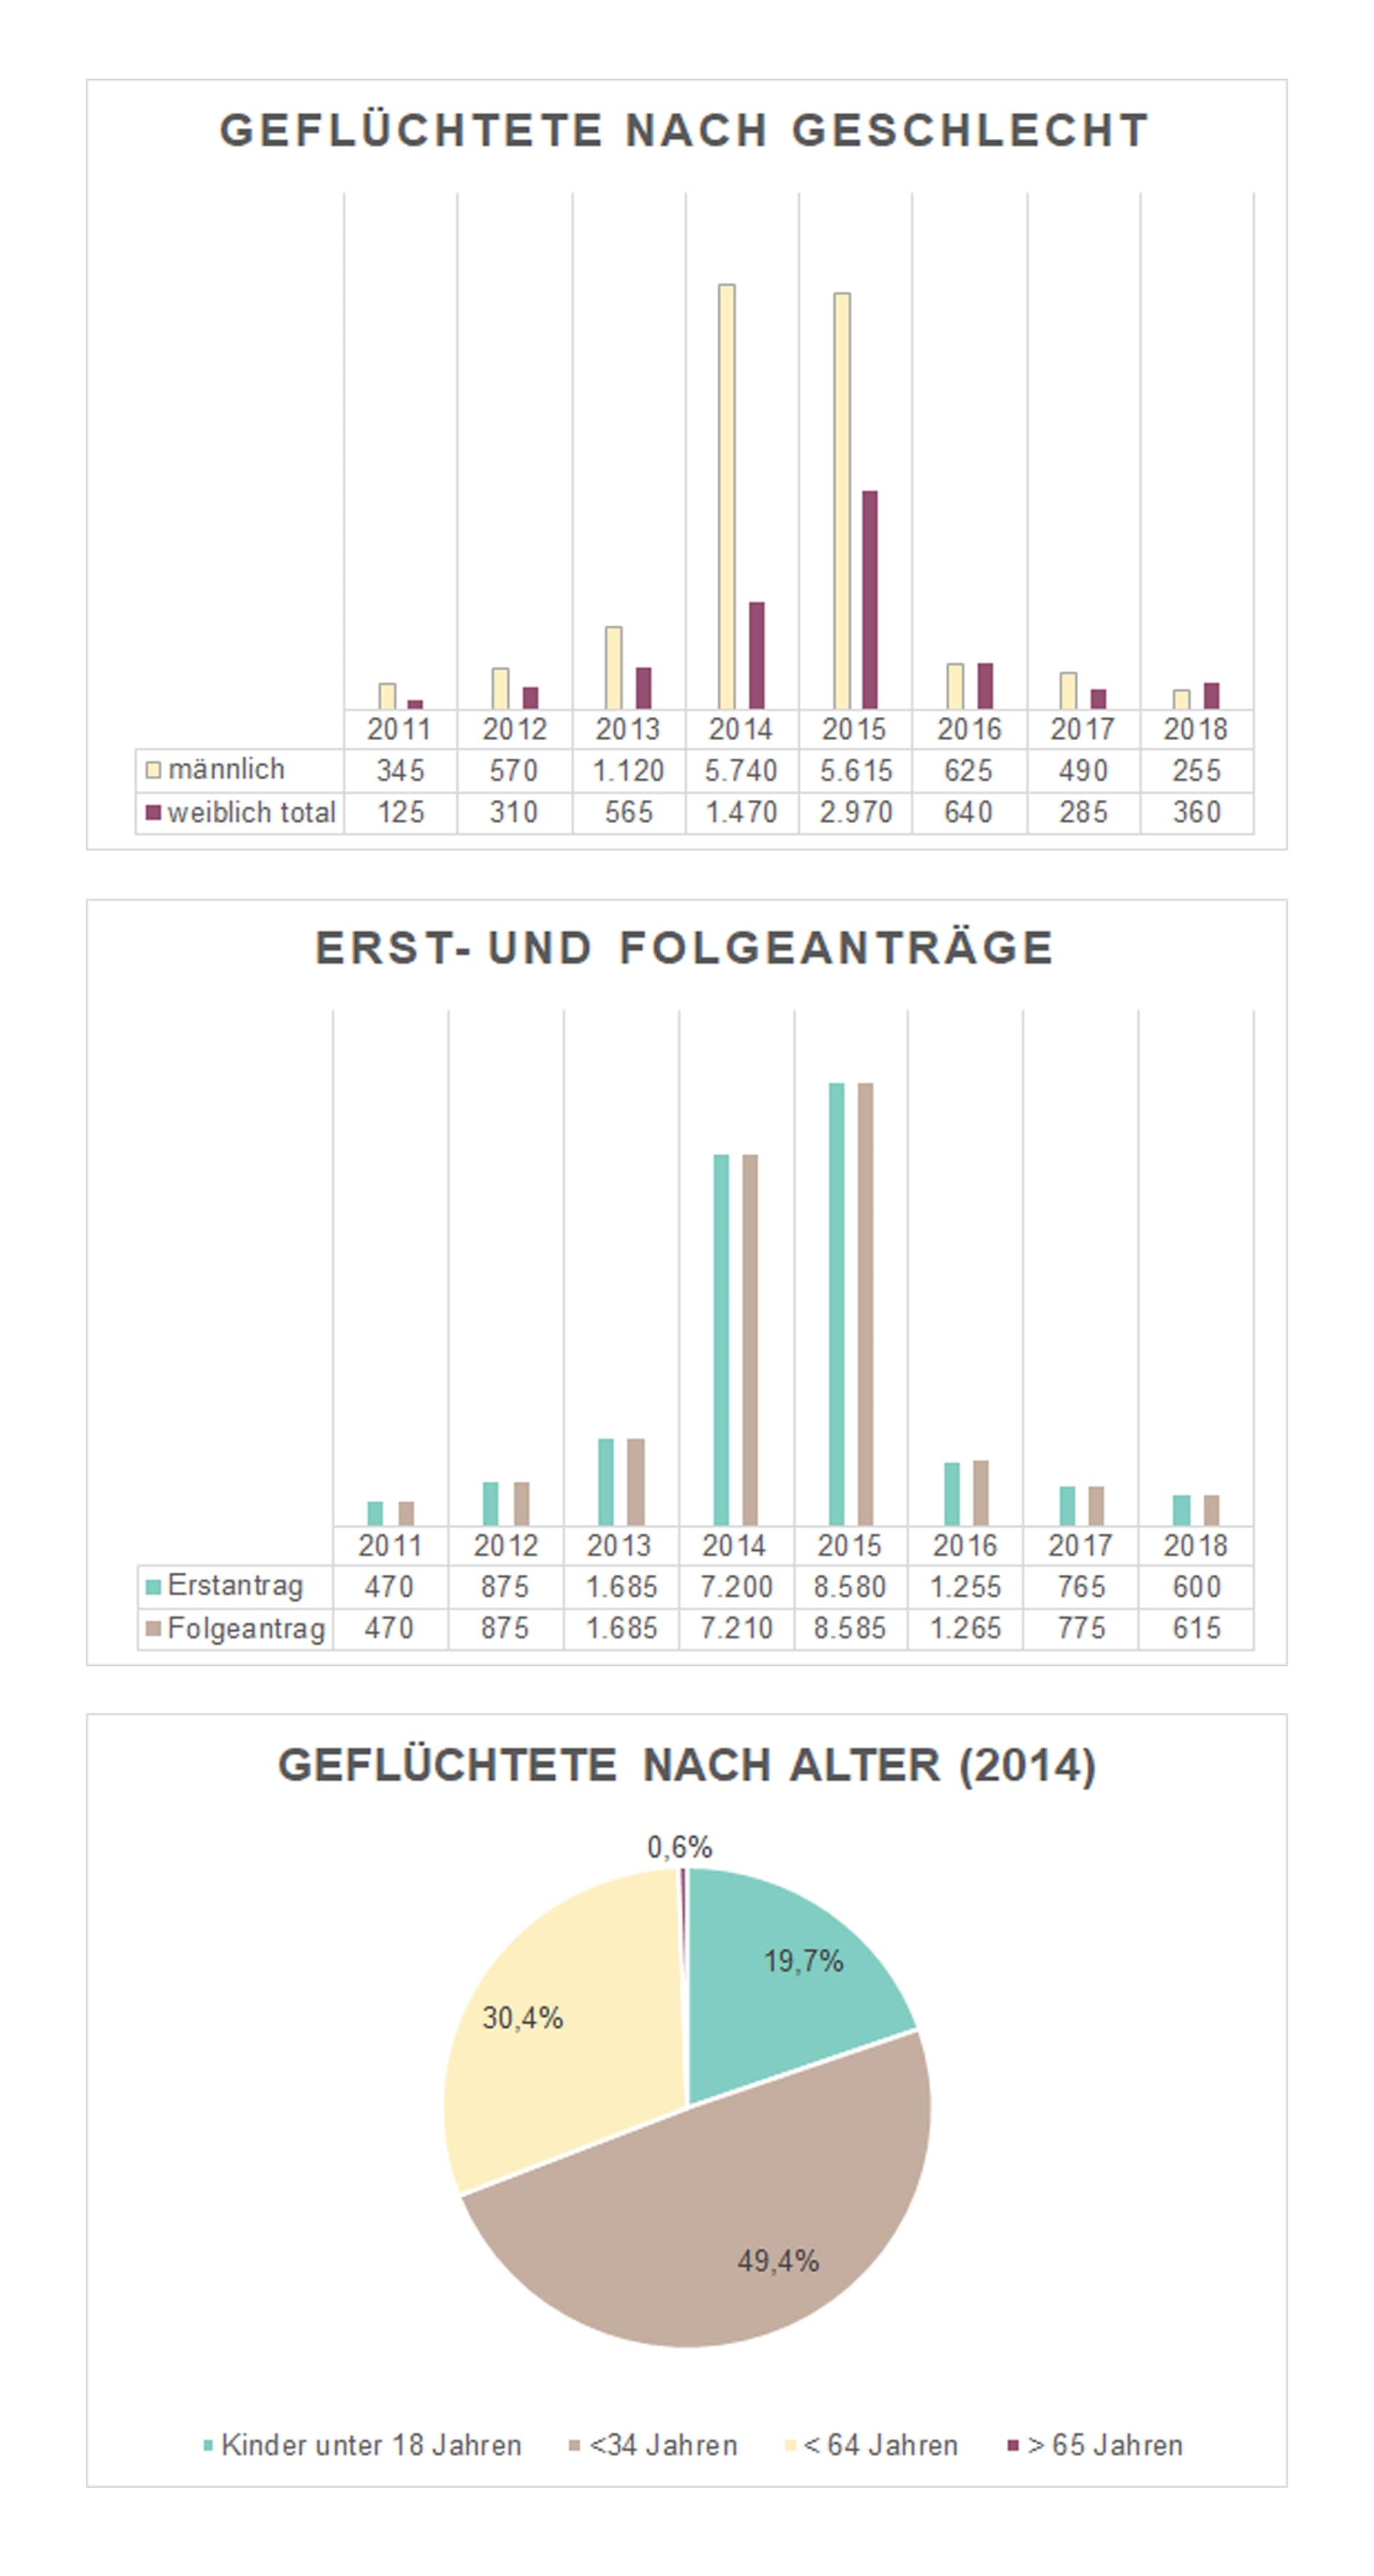 GEFLÜCHTETE NACH GESCHLECHT
2011 2012 2013 2014 2015 2016 2017 2018
männlich 345 570 1.120 5.740 5.615 625 490 255
weiblich total 125 310 565 1.470 2.970 640 285 360
ERST- UND FOLGEANTRÄGE
2011 2012 2013 2014 2015 2016 2017 2018
Erstantrag 470 875 1.685 7.200 8.580 1.255 765 600
Folgeantrag 470 875 1.685 7.210 8.585 1.265 775 615
GEFLÜCHTETE NACH ALTER (2014)
0,6%
19,7%
30,4%
49,4%
Kinder unter 18 Jahren <34 Jahren < 64 Jahren > 65 Jahren